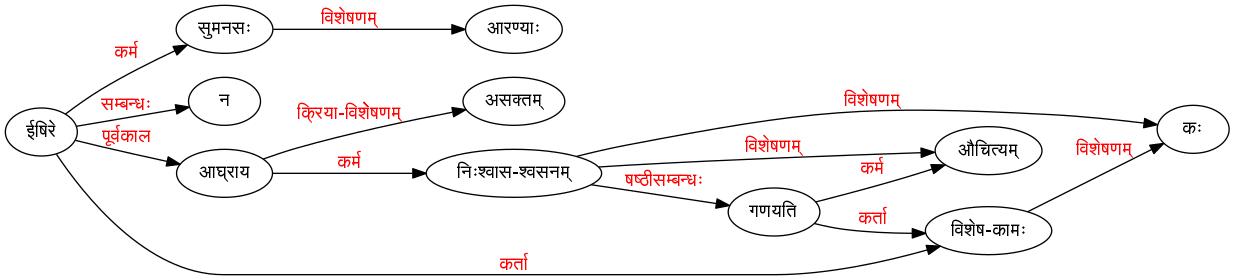 सुमनसः
विशेषणम्
आरण्याः
कर्म
ईषिरे
सम्बन्धः
न
पूर्वकाल
आघ्राय
क्रिया-विशेषणम्
असक्तम्
कर्म
निःश्वास-श्वसनम्
विशेषणम्
कः
विशेषणम्
औचित्यम्
षष्ठीसम्बन्धः
गणयति
कर्म
कर्ता
विशेष-कामः
विशेषणम्
कर्ता